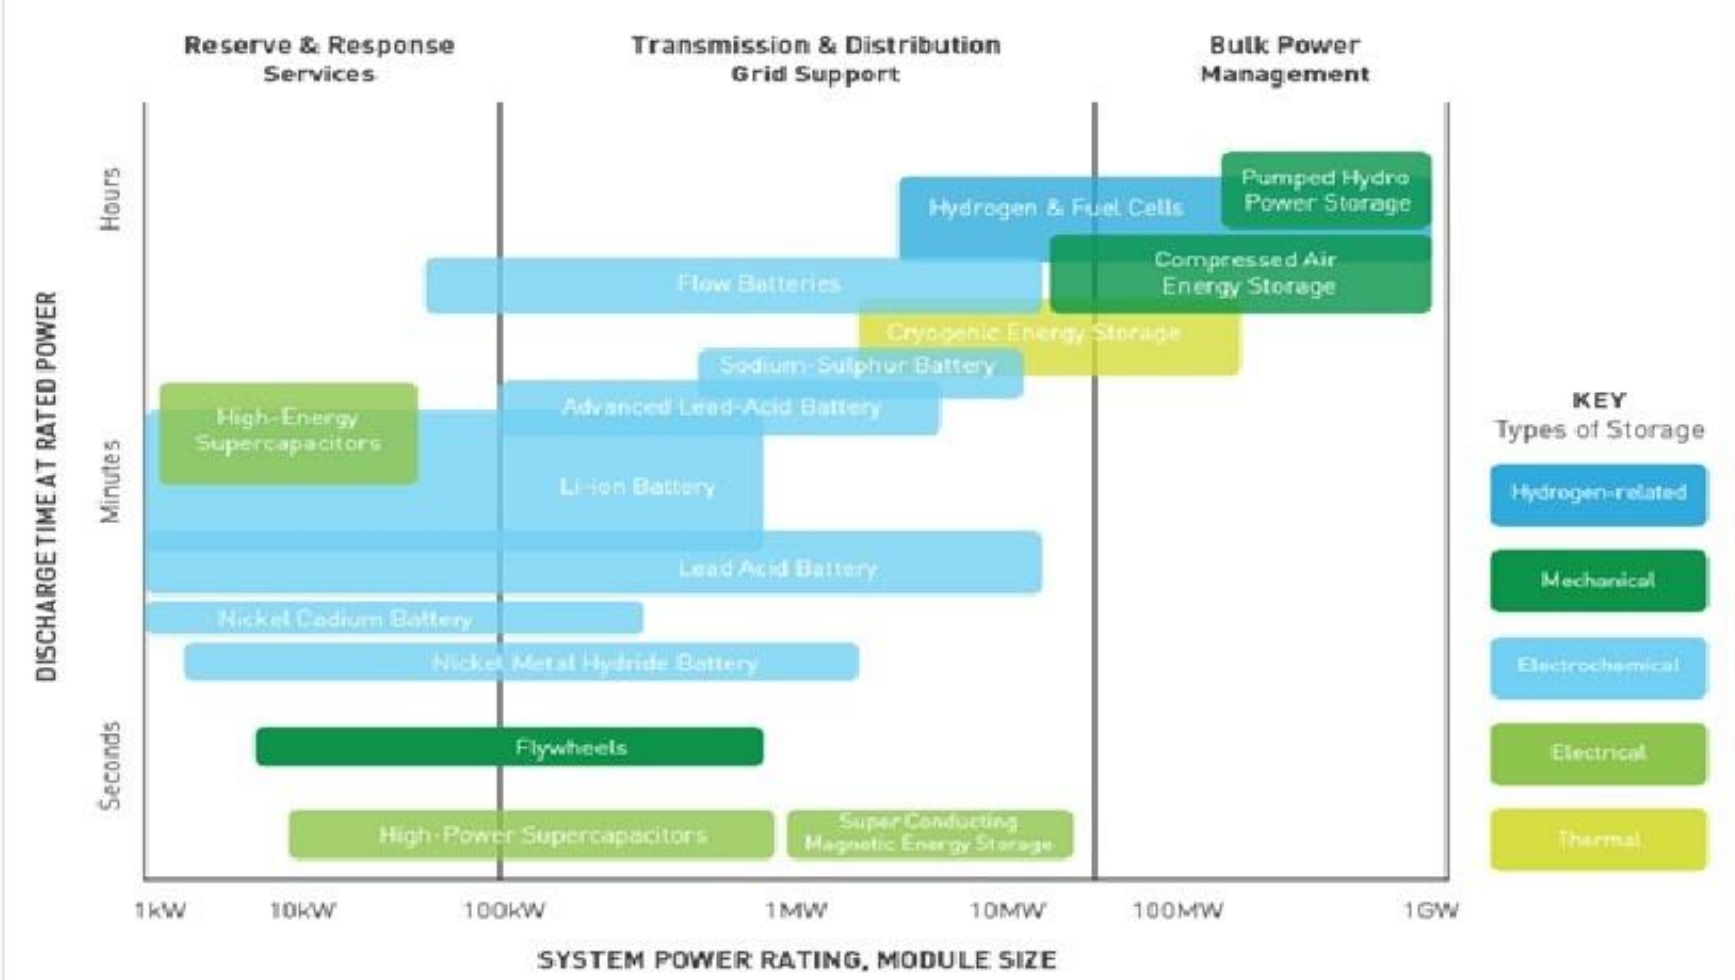 Reserve & Response
Services
Transmission & Distribution
Grid Support
Bulk Power
Management
DISCHARGE TIME AT RATED POWER
Hours
Minutes
Seconds
Pumped Hydro
Power Storage
Hydrogen & Fuel Cells
Compressed Air
Energy Storage
Flow Batteries
Cryogenic Energy Storage
Sodium-Sulphur Battery
Advanced Lead-Acid Battery
High-Energy
Supercapacitors
Li-ion Battery
Lead Acid Battery
Nickel Cadium Battery
Nickel Metal Hydride Battery
Flywheels
High-Power Supercapacitors
Super Conducting
Magnetic Energy Storage
1kW
10kW
100kW
1MW
10MW
100MW
1GW
SYSTEM POWER RATING, MODULE SIZE
KEY
Types of Storage
Hydrogen-related
Mechanical
Electrochemical
Electrical
Thermal